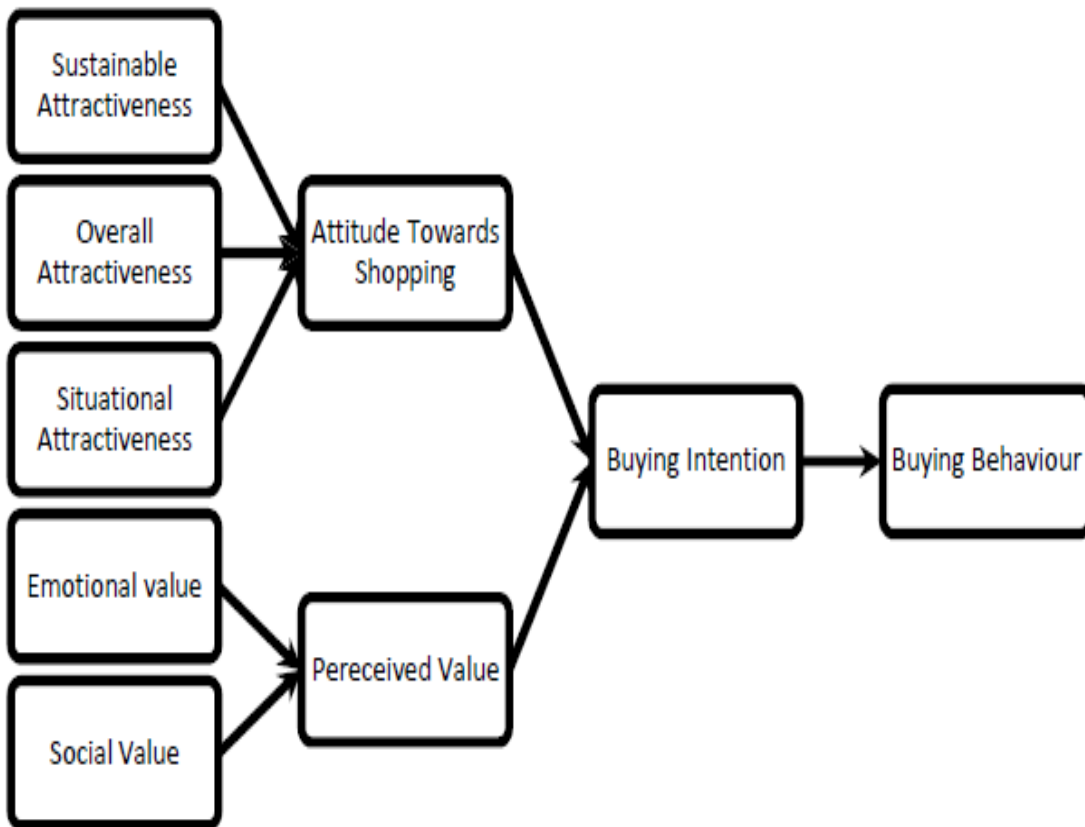 Sustainable
Attractiveness
Overall
Attractiveness
Situational
Attractiveness
Emotional value
Social Value
Attitude Towards
Shopping
Pereceived Value
Buying Intention
Buying Behaviour